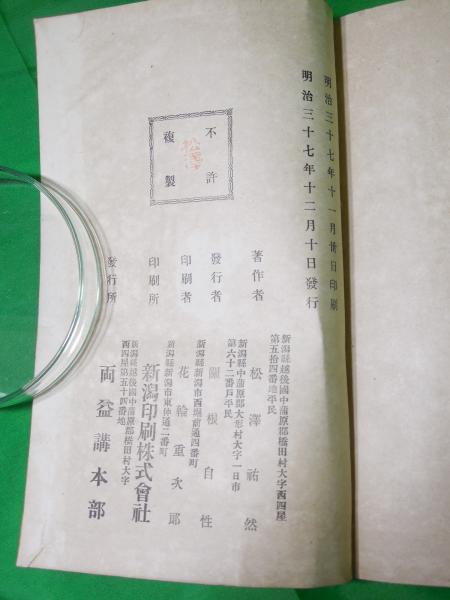 明治三十七年十一月廿日印刷
明治三十七年十二月十日發行
不許
複製
著作者
新潟縣越後國中蒲原郡橋田村大字西四屋
第五拾四番地平民
松澤祐然
發行者
新潟縣中蒲原郡大形村大字一日市
第六十二番戸平民
關根自性
印刷者
新潟縣新潟市西堀前通四番町
花輪重次郎
印刷所
新潟縣新潟市東仲通二番町
新潟印刷株式會社
發行所
新潟縣越後國中蒲原郡橋田村大字
西四屋第五十四番地
両益講本部